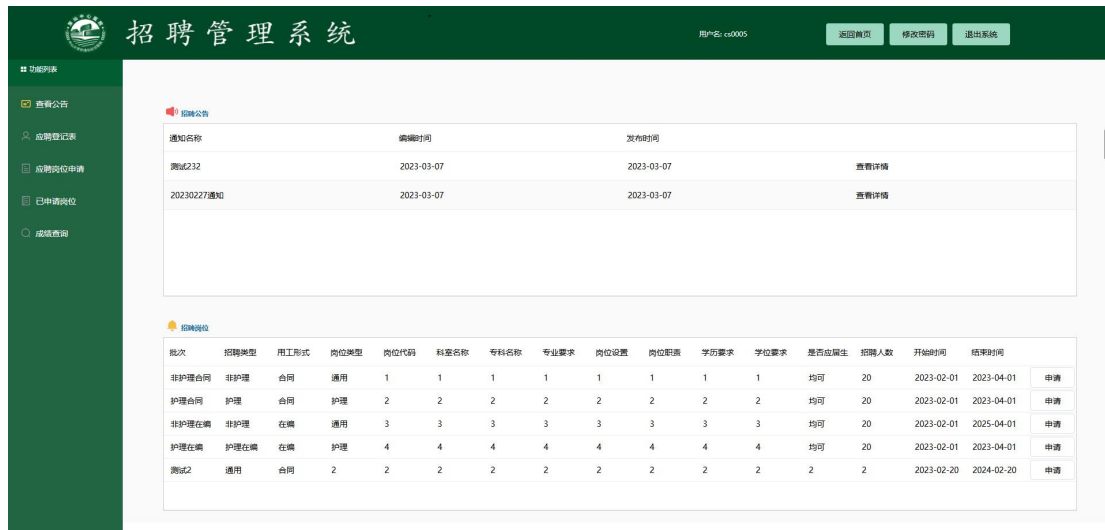 招聘管理系统
用户名: cs0005 返回首页 修改密码 退出系统
功能列表
查看公告
应聘登记表
应聘岗位申请
已申请岗位
成绩查询
招聘公告
通知名称 编辑时间 发布时间
测试232 2023-03-07 2023-03-07 查看详情
20230227通知 2023-03-07 2023-03-07 查看详情
招聘岗位
批次 招聘类型 用工形式 岗位类型 岗位代码 科室名称 专科名称 专业要求 岗位设置 岗位职责 学历要求 学位要求 是否应届生 招聘人数 开始时间 结束时间
非护理合同 非护理 合同 通用 1 1 1 1 1 1 1 1 均可 20 2023-02-01 2023-04-01 申请
护理合同 护理 合同 护理 2 2 2 2 2 2 2 2 均可 20 2023-02-01 2023-04-01 申请
非护理在编 非护理 在编 通用 3 3 3 3 3 3 3 3 均可 20 2023-02-01 2025-04-01 申请
护理在编 护理在编 在编 护理 4 4 4 4 4 4 4 4 均可 20 2023-02-01 2023-04-01 申请
测试2 通用 合同 2 2 2 2 2 2 2 2 2 2 2 2023-02-20 2024-02-20 申请